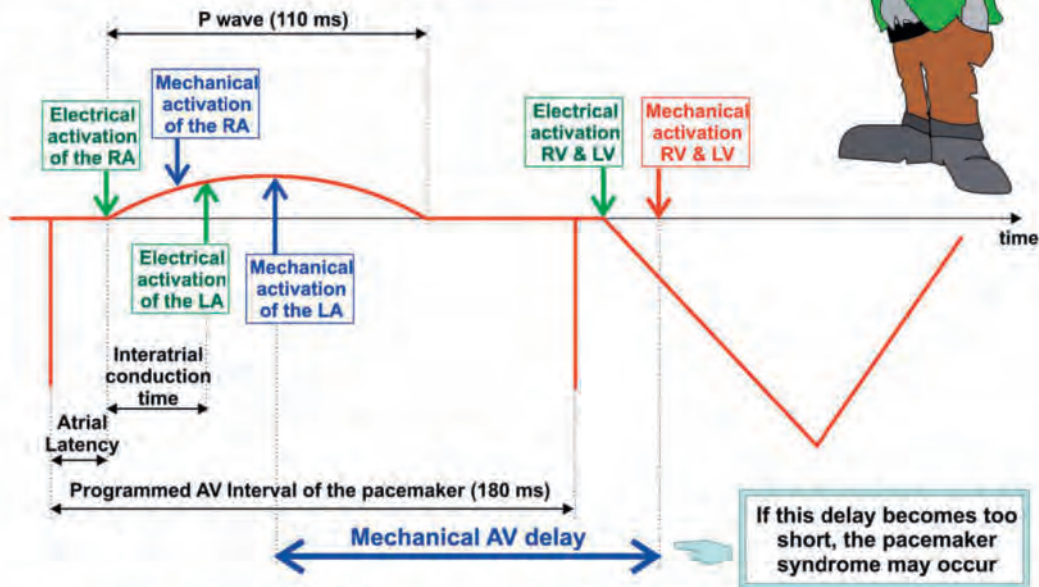 P wave (110 ms)
Electrical
activation
of the RA
Mechanical
activation
of the RA
Electrical
activation
RV & LV
Mechanical
activation
RV & LV
time
Electrical
activation
of the LA
Mechanical
activation
of the LA
Interatrial
conduction
time
Atrial
Latency
Programmed AV Interval of the pacemaker (180 ms)
Mechanical AV delay
If this delay becomes too
short, the pacemaker
syndrome may occur